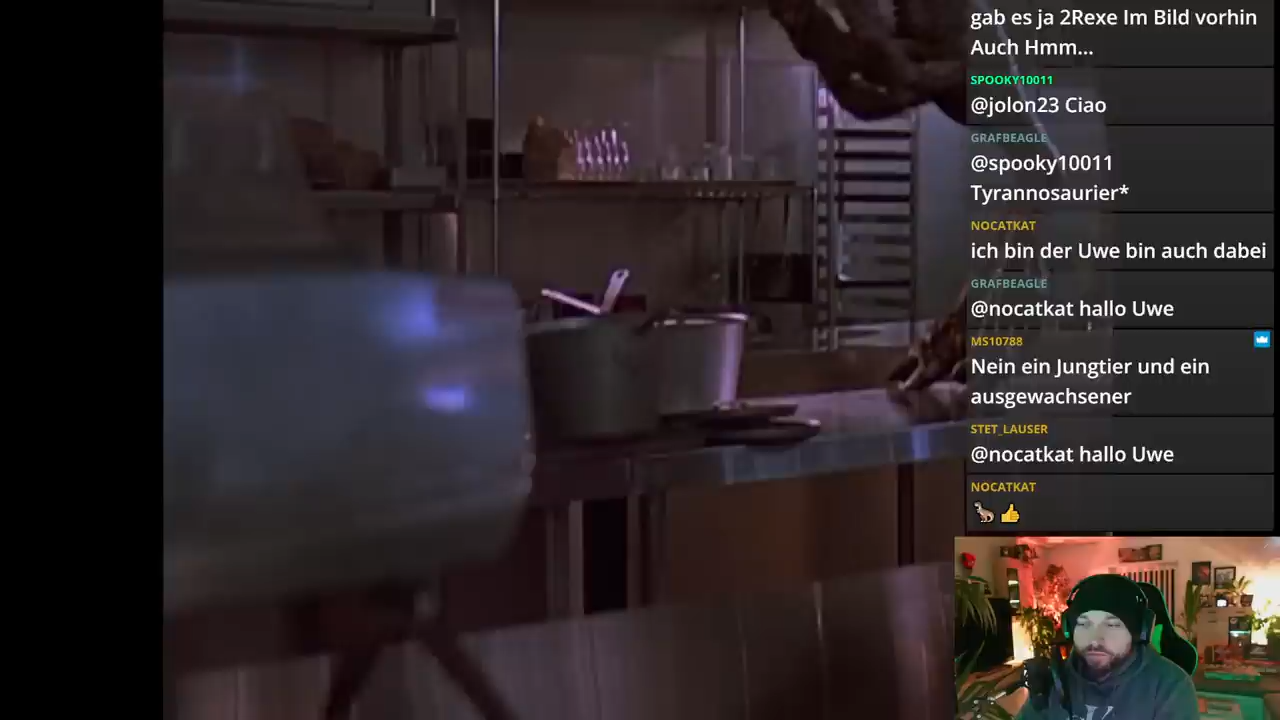 gab es ja 2Rexe Im Bild vorhin
Auch Hmm...
SPOOKY10011
@jolon23 Ciao
GRAFBEAGLE
@spooky10011
Tyrannosaurier*
NOCATKAT
ich bin der Uwe bin auch dabei
GRAFBEAGLE
@nocatkat hallo Uwe
MS10788
Nein ein Jungtier und ein
ausgewachsener
STET_LAUSER
@nocatkat hallo Uwe
NOCATKAT
🦖👍